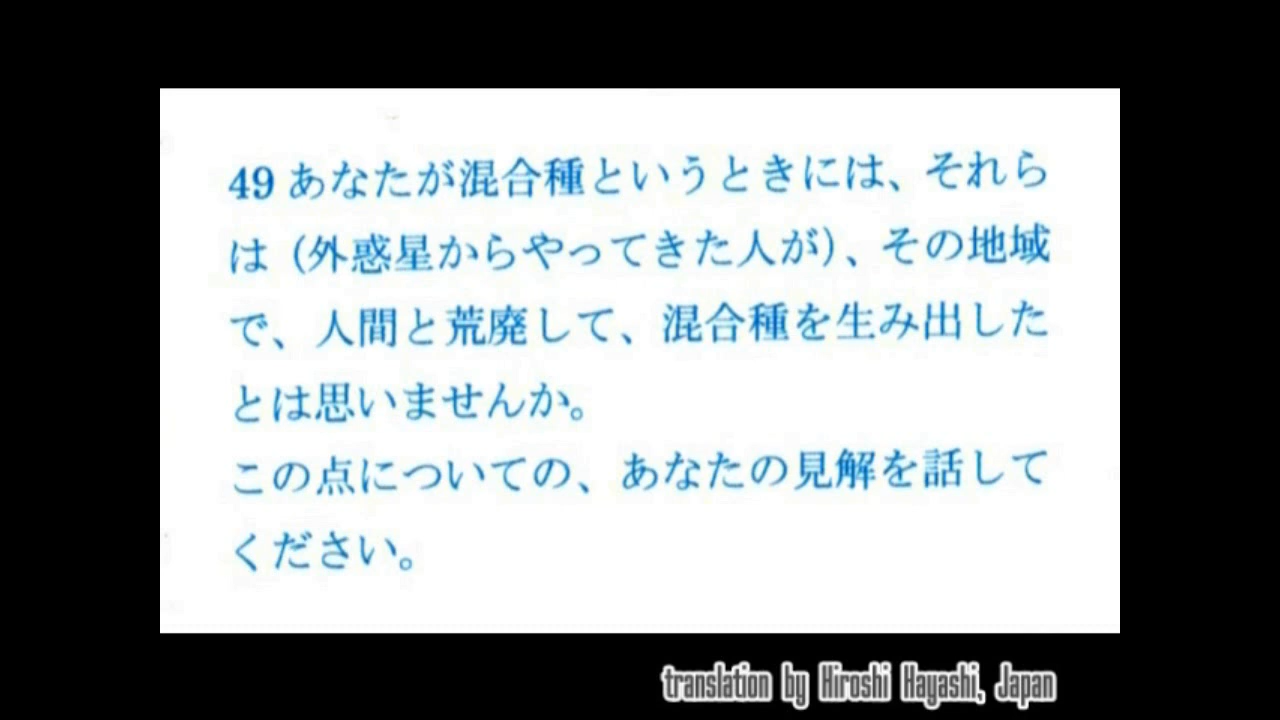 49 あなたが混合種というときには、それら
は（外惑星からやってきた人が）、その地域
で、人間と荒廃して、混合種を生み出した
とは思いませんか。
この点についての、あなたの見解を話して
ください。
translation by Hiroshi Hayashi, Japan